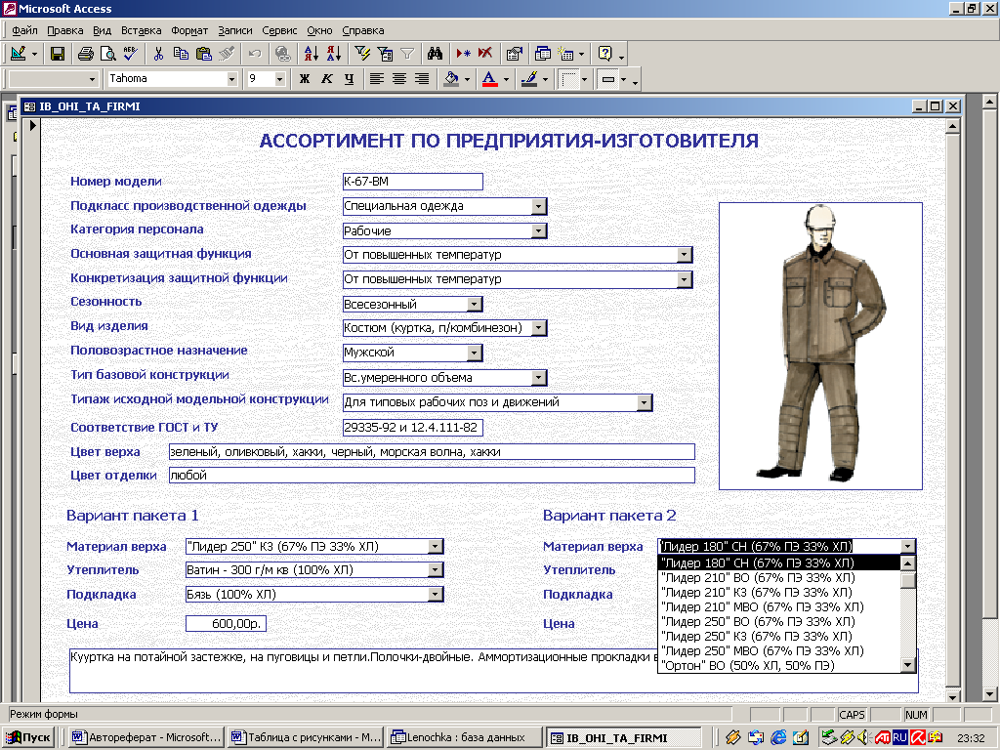 Microsoft Access
Файл Правка Вид Вставка Формат Записи Сервис Окно Справка
Tahoma 9 Ж К Ч
IB_OHI_TA_FIRMI
АССОРТИМЕНТ ПО ПРЕДПРИЯТИЯ-ИЗГОТОВИТЕЛЯ
Номер модели К-67-ВМ
Подкласс производственной одежды Специальная одежда
Категория персонала Рабочие
Основная защитная функция От повышенных температур
Конкретизация защитной функции От повышенных температур
Сезонность Всесезонный
Вид изделия Костюм (куртка, п/комбинезон)
Половозрастное назначение Мужской
Тип базовой конструкции Вс.умеренного объема
Типаж исходной модельной конструкции Для типовых рабочих поз и движений
Соответствие ГОСТ и ТУ 29335-92 и 12.4.111-82
Цвет верха зеленый, оливковый, хакки, черный, морская волна, хакки
Цвет отделки любой
Вариант пакета 1 Вариант пакета 2
Материал верха "Лидер 250" КЗ (67% ПЭ 33% ХЛ) Материал верха "Лидер 180" СН (67% ПЭ 33% ХЛ)
"Лидер 180" СН (67% ПЭ 33% ХЛ)
Утеплитель Ватин - 300 г/м кв (100% ХЛ) Утеплитель "Лидер 210" ВО (67% ПЭ 33% ХЛ)
Подкладка Бязь (100% ХЛ) Подкладка "Лидер 210" КЗ (67% ПЭ 33% ХЛ)
"Лидер 210" МВО (67% ПЭ 33% ХЛ)
Цена 600,00р. Цена "Лидер 250" ВО (67% ПЭ 33% ХЛ)
"Лидер 250" КЗ (67% ПЭ 33% ХЛ)
"Лидер 250" МВО (67% ПЭ 33% ХЛ)
"Ортон" ВО (50% ХЛ, 50% ПЭ)
Кууртка на потайной застежке, на пуговицы и петли.Полочки-двойные. Аммортизационные прокладки в
Режим формы CAPS NUM
Пуск Автореферат - Microsoft... Таблица с рисунками - M... Lenochka : база данных IB_OHI_TA_FIRMI RU 23:32